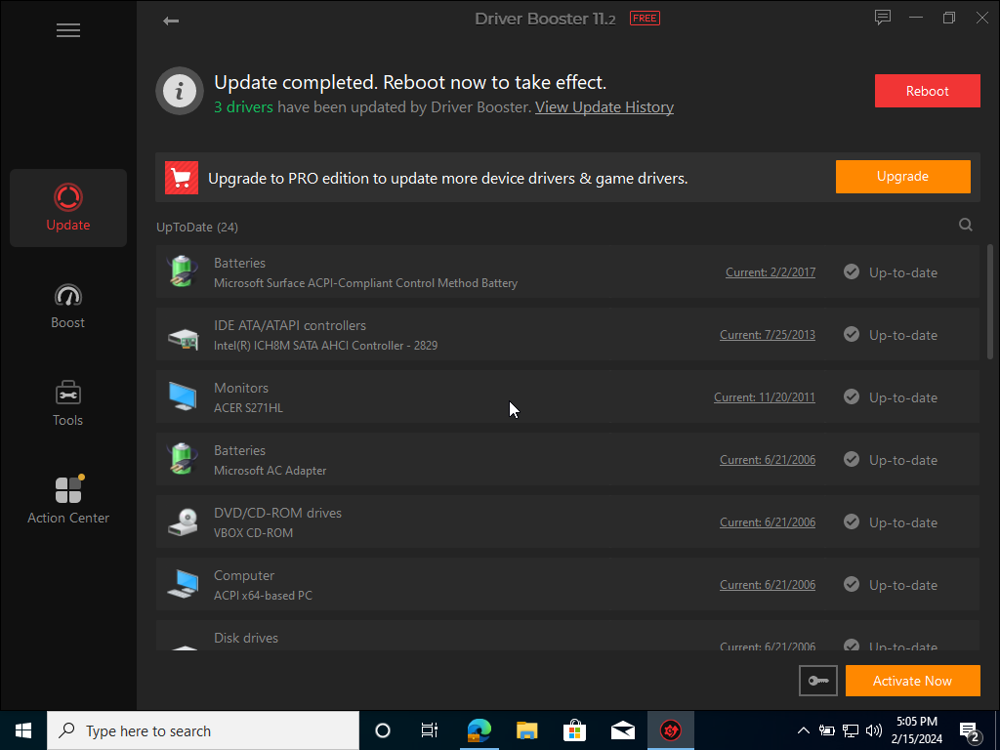 Driver Booster 11.2 FREE
Update completed. Reboot now to take effect.
3 drivers have been updated by Driver Booster. View Update History
Reboot
Upgrade to PRO edition to update more device drivers & game drivers.
Upgrade
Update
Boost
Tools
Action Center
UpToDate (24)
Batteries
Microsoft Surface ACPI-Compliant Control Method Battery
Current: 2/2/2017
Up-to-date
IDE ATA/ATAPI controllers
Intel(R) ICH8M SATA AHCI Controller - 2829
Current: 7/25/2013
Up-to-date
Monitors
ACER S271HL
Current: 11/20/2011
Up-to-date
Batteries
Microsoft AC Adapter
Current: 6/21/2006
Up-to-date
DVD/CD-ROM drives
VBOX CD-ROM
Current: 6/21/2006
Up-to-date
Computer
ACPI x64-based PC
Current: 6/21/2006
Up-to-date
Disk drives
Current: 6/21/2006
Up-to-date
Activate Now
Type here to search
5:05 PM
2/15/2024
2